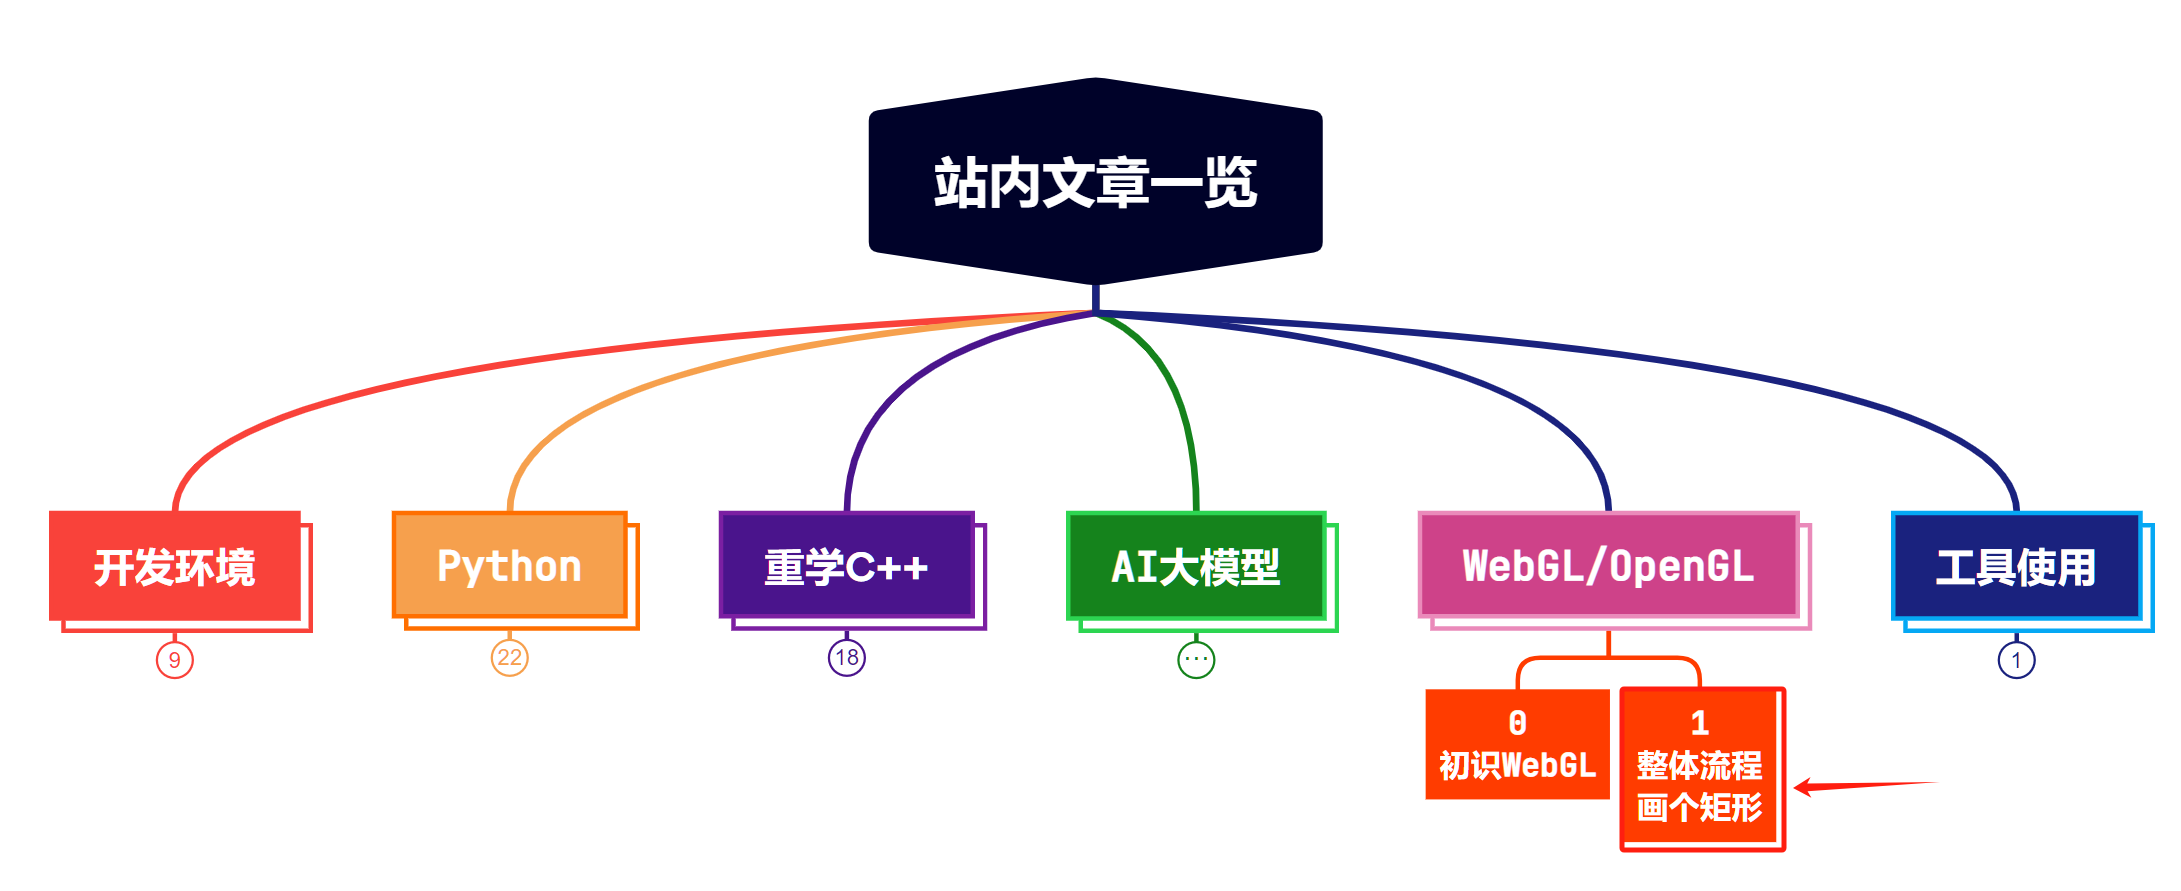 站内文章一览
开发环境
Python
重学C++
AI大模型
WebGL/OpenGL
工具使用
9
22
18
...
1
0
初识WebGL
1
整体流程
画个矩形